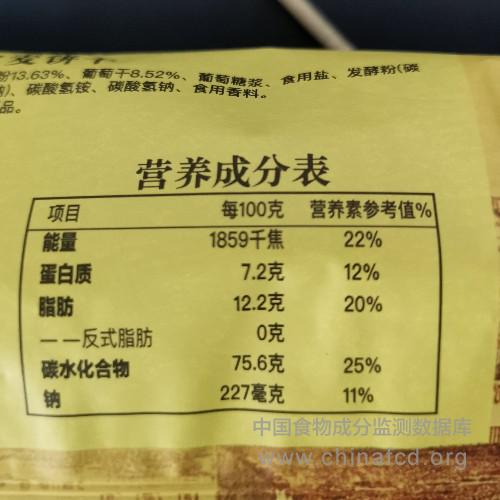 麦饼干
粉13.63%、葡萄干8.52%、葡萄糖浆、食用盐、发酵粉(碳
钠)、碳酸氢铵、碳酸氢钠、食用香料。
品。
营养成分表
项目 每100克 营养素参考值%
能量 1859千焦 22%
蛋白质 7.2克 12%
脂肪 12.2克 20%
——反式脂肪 0克
碳水化合物 75.6克 25%
钠 227毫克 11%
中国食物成分监测数据库
www.chinafcd.org